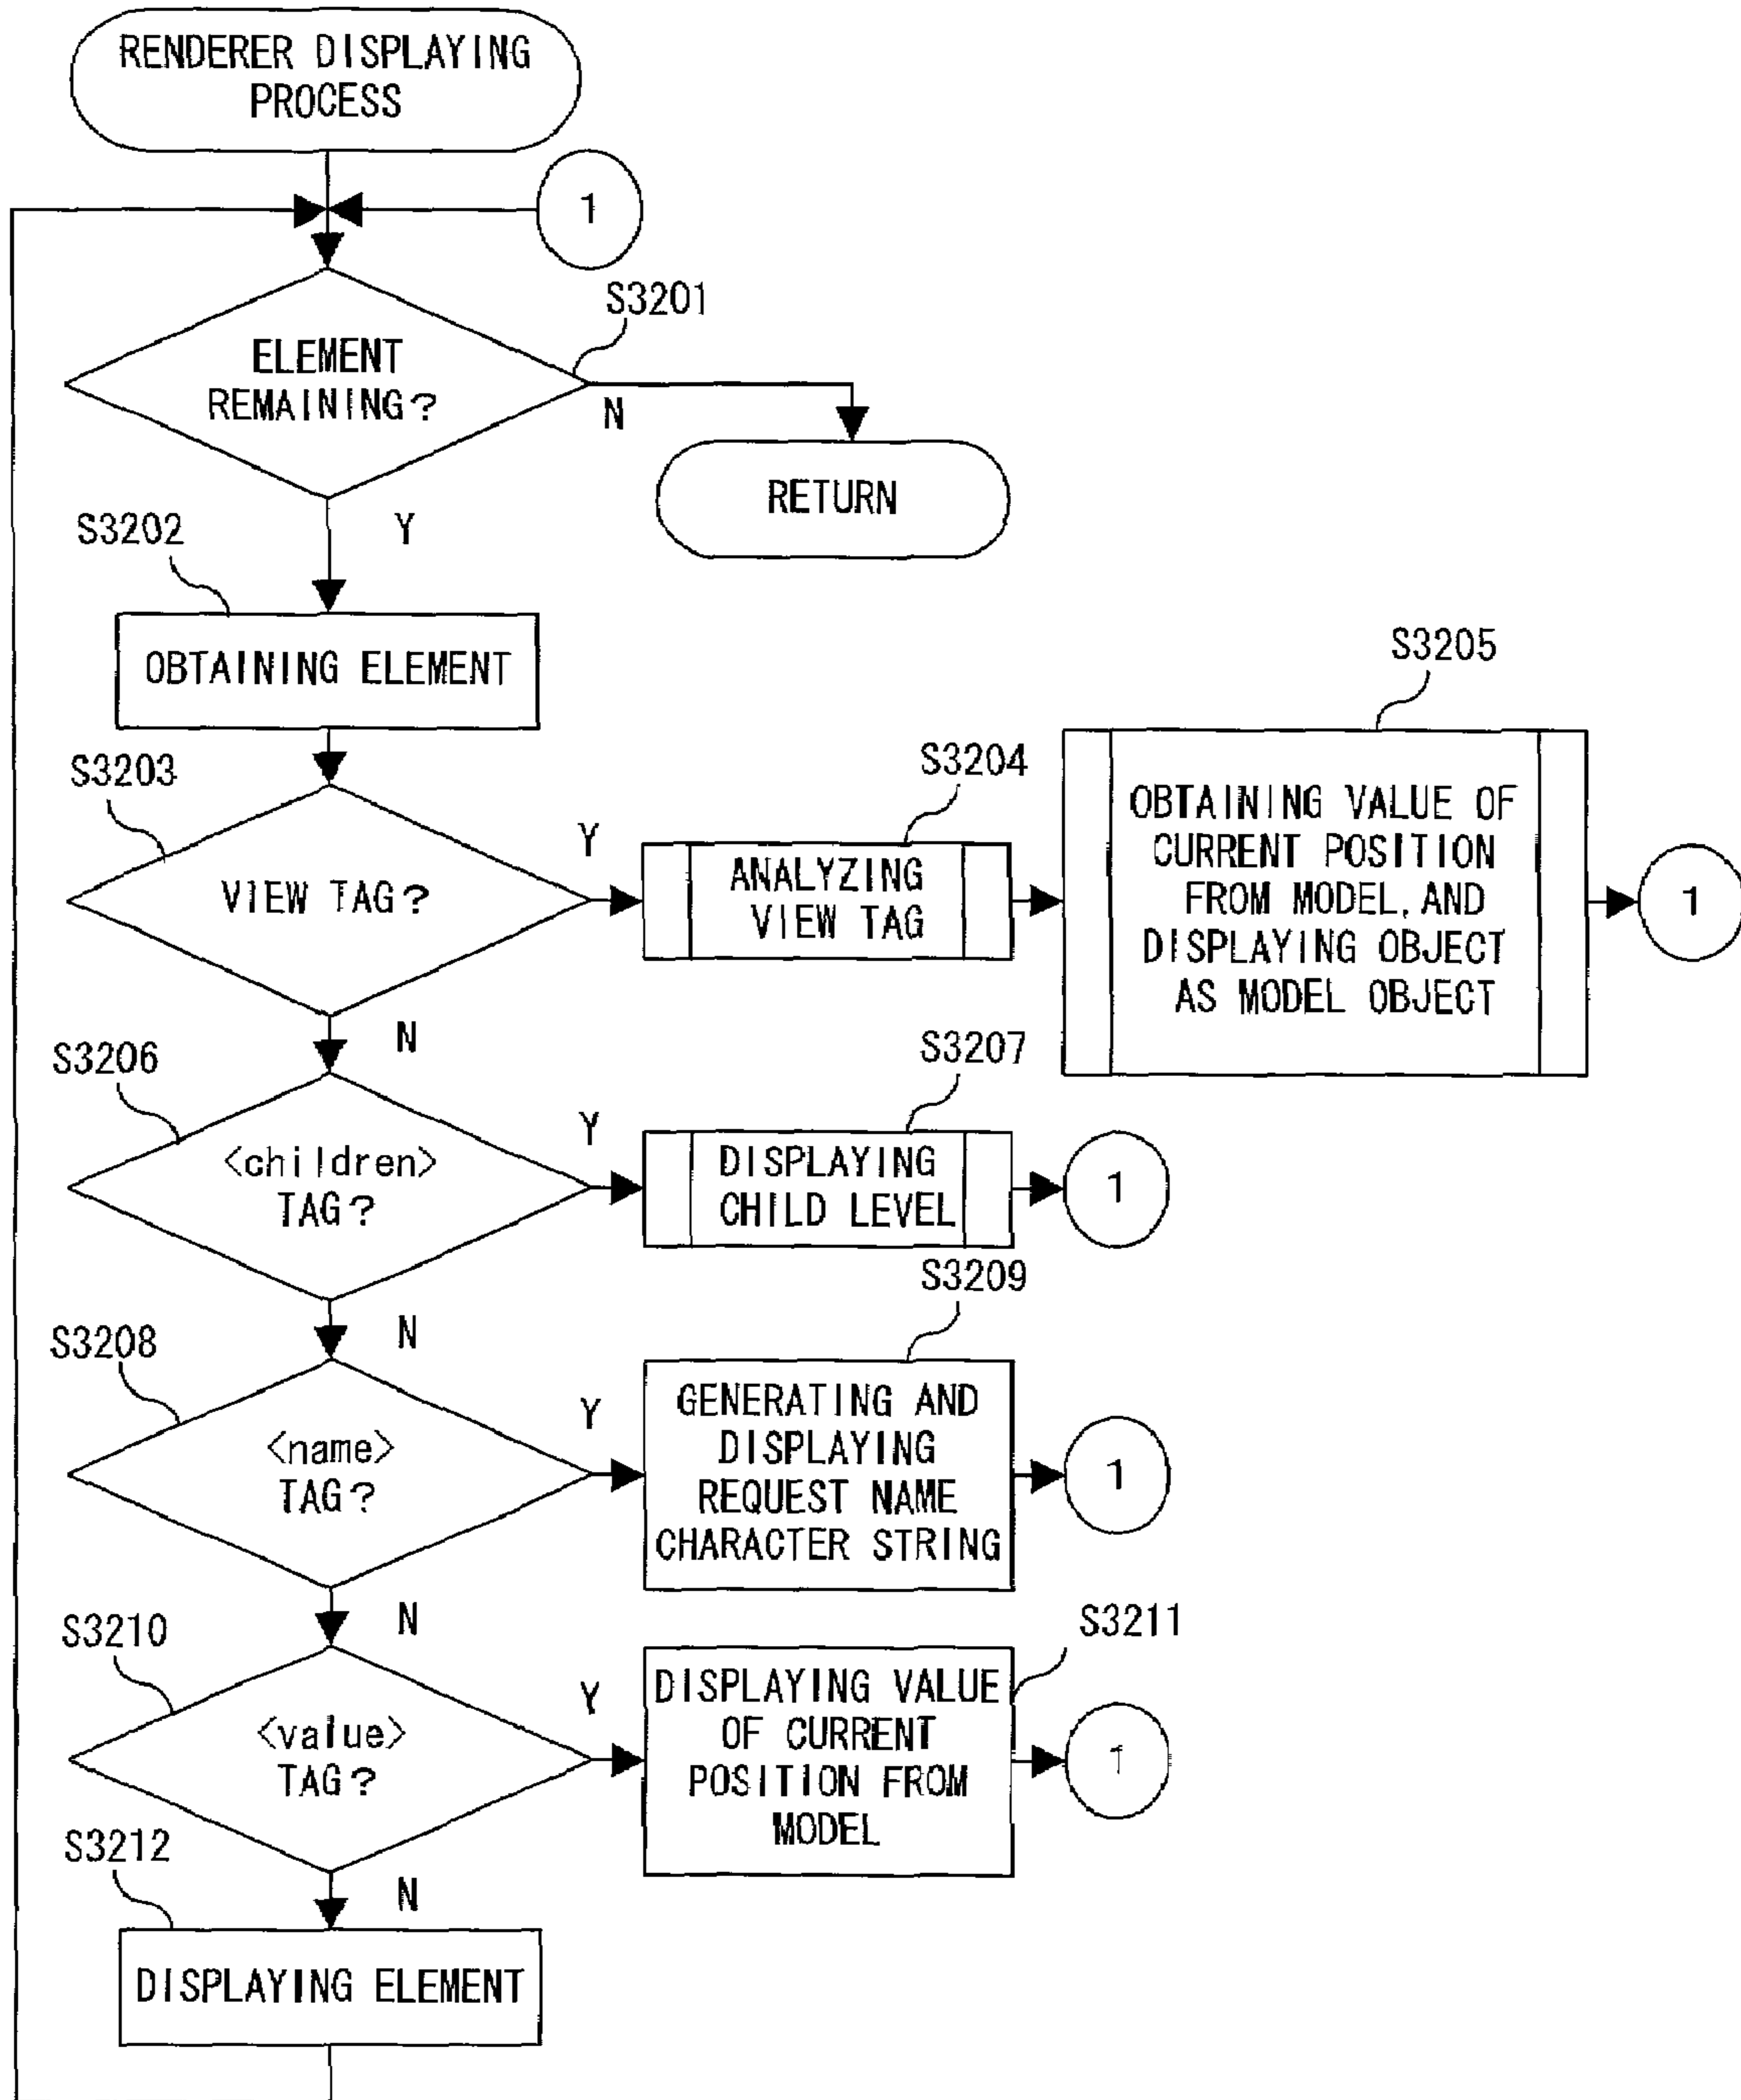 RENDERER DISPLAYING
PROCESS
1
S3201
ELEMENT
REMAINING?
N
RETURN
Y
S3202
OBTAINING ELEMENT
S3203
VIEW TAG?
Y
S3204
ANALYZING
VIEW TAG
S3205
OBTAINING VALUE OF
CURRENT POSITION
FROM MODEL, AND
DISPLAYING OBJECT
AS MODEL OBJECT
1
N
S3206
<children>
TAG?
Y
S3207
DISPLAYING
CHILD LEVEL
1
N
S3208
<name>
TAG?
Y
S3209
GENERATING AND
DISPLAYING
REQUEST NAME
CHARACTER STRING
1
N
S3210
<value>
TAG?
Y
S3211
DISPLAYING VALUE
OF CURRENT
POSITION FROM
MODEL
1
N
S3212
DISPLAYING ELEMENT